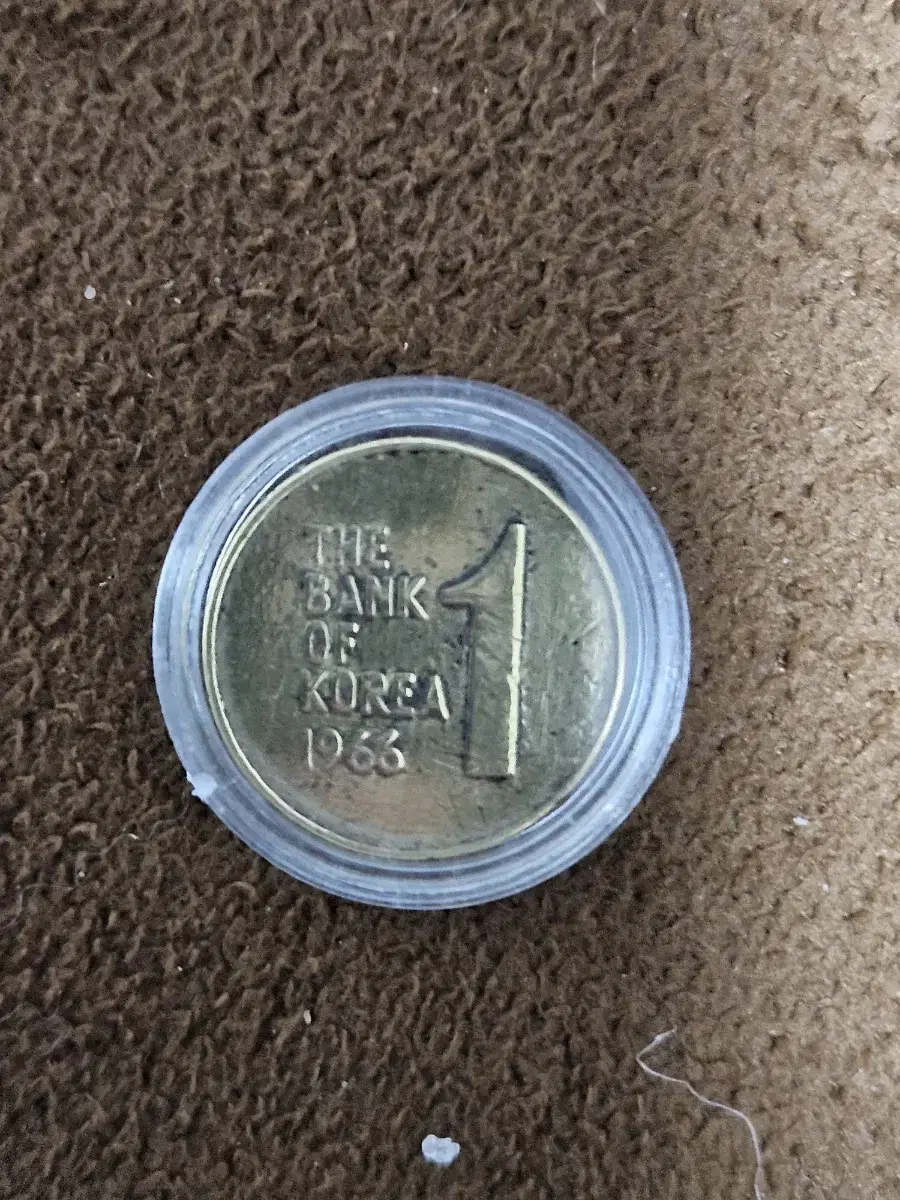 THE
BANK
OF
KOREA
1966
1